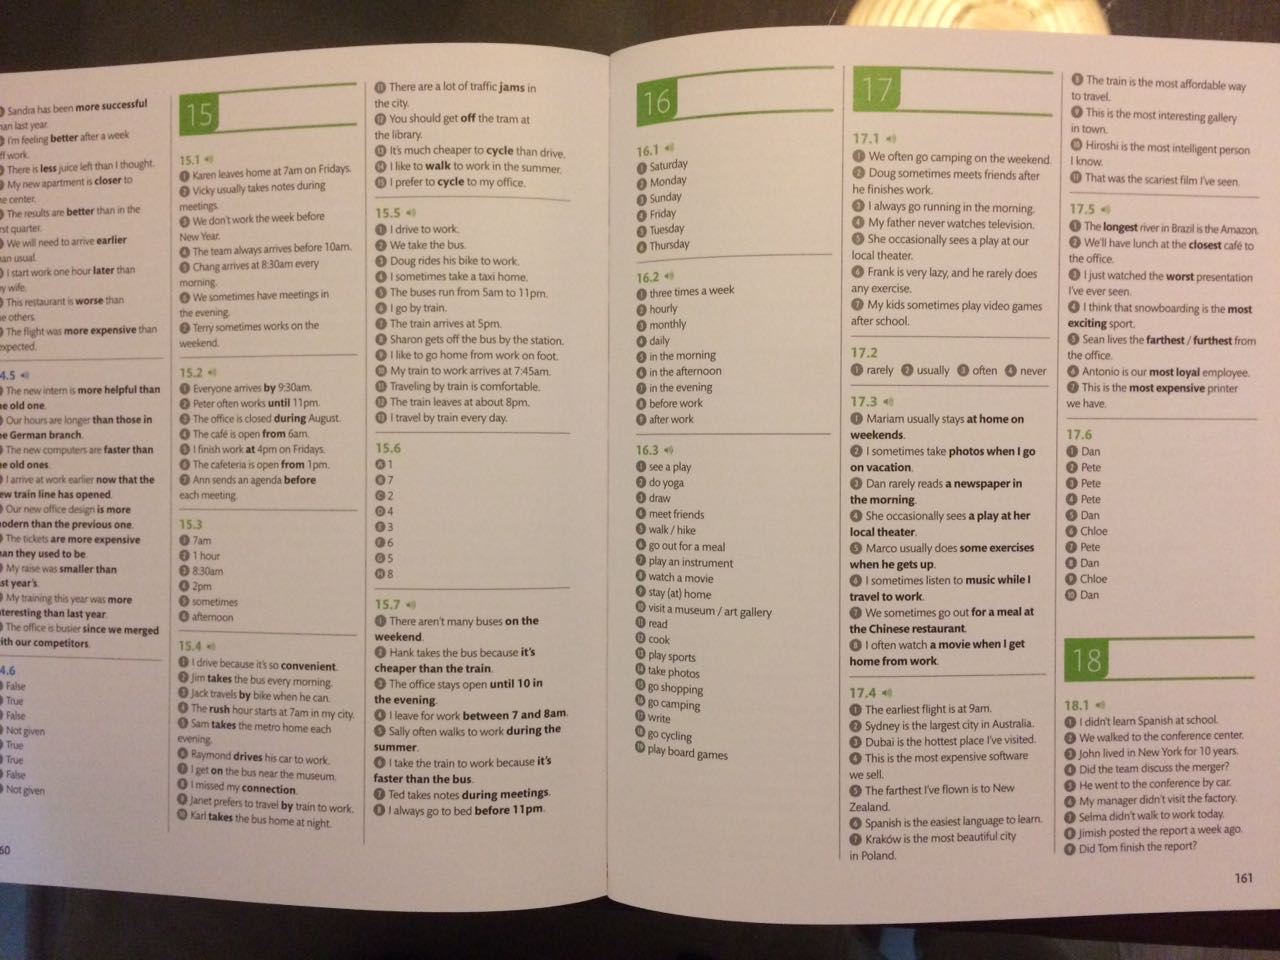 Sandra has been more successful
last year.
I'm feeling better after a week
work.
There is less juice left than I thought.
My new apartment is closer to
center.
The results are better than in the
quarter.
We will need to arrive earlier
usual.
I start work one hour later than
wife.
This restaurant is worse than
others.
The flight was more expensive than
4.5
The new intern is more helpful than
old one.
Our hours are longer than those in
German branch.
The new computers are faster than
old ones.
I arrive at work earlier now that the
train line has opened.
Our new office design is more
than the previous one.
The tickets are more expensive
they used to be.
My raise was smaller than
year's.
My training this year was more
than last year.
The office is busier since we merged
our competitors.
4.6
False
True
False
Not given
True
True
False
Not given
60
15
15.1
1 Karen leaves home at 7am on Fridays.
2 Vicky usually takes notes during
meetings.
3 We don't work the week before
New Year.
4 The team always arrives before 10am.
5 Chang arrives at 8:30am every
morning.
6 We sometimes have meetings in
the evening.
7 Terry sometimes works on the
weekend.
15.2
1 Everyone arrives by 9:30am.
2 Peter often works until 11pm.
3 The office is closed during August.
4 The café is open from 6am.
5 I finish work at 4pm on Fridays.
6 The cafeteria is open from 1pm.
7 Ann sends an agenda before
each meeting.
15.3
1 7am
2 1 hour
3 8:30am
4 2pm
5 sometimes
6 afternoon
15.4
1 I drive because it's so convenient.
2 Jim takes the bus every morning.
3 Jack travels by bike when he can.
4 The rush hour starts at 7am in my city.
5 Sam takes the metro home each
evening.
6 Raymond drives his car to work.
7 I get on the bus near the museum.
8 I missed my connection.
9 Janet prefers to travel by train to work.
10 Karl takes the bus home at night.
11 There are a lot of traffic jams in
the city.
12 You should get off the tram at
the library.
13 It's much cheaper to cycle than drive.
14 I like to walk to work in the summer.
15 I prefer to cycle to my office.
15.5
1 I drive to work.
2 We take the bus.
3 Doug rides his bike to work.
4 I sometimes take a taxi home.
5 The buses run from 5am to 11pm.
6 I go by train.
7 The train arrives at 5pm.
8 Sharon gets off the bus by the station.
9 I like to go home from work on foot.
10 My train to work arrives at 7:45am.
11 Traveling by train is comfortable.
12 The train leaves at about 8pm.
13 I travel by train every day.
15.6
A 1
B 7
C 2
D 4
E 3
F 6
G 5
H 8
15.7
1 There aren't many buses on the
weekend.
2 Hank takes the bus because it's
cheaper than the train.
3 The office stays open until 10 in
the evening.
4 I leave for work between 7 and 8am.
5 Sally often walks to work during the
summer.
6 I take the train to work because it's
faster than the bus.
7 Ted takes notes during meetings.
8 I always go to bed before 11pm.
16
16.1
1 Saturday
2 Monday
3 Sunday
4 Friday
5 Tuesday
6 Thursday
16.2
1 three times a week
2 hourly
3 monthly
4 daily
5 in the morning
6 in the afternoon
7 in the evening
8 before work
9 after work
16.3
1 see a play
2 do yoga
3 draw
4 meet friends
5 walk / hike
6 go out for a meal
7 play an instrument
8 watch a movie
9 stay (at) home
10 visit a museum / art gallery
11 read
12 cook
13 play sports
14 take photos
15 go shopping
16 go camping
17 write
18 go cycling
19 play board games
17
17.1
1 We often go camping on the weekend.
2 Doug sometimes meets friends after
he finishes work.
3 I always go running in the morning.
4 My father never watches television.
5 She occasionally sees a play at our
local theater.
6 Frank is very lazy, and he rarely does
any exercise.
7 My kids sometimes play video games
after school.
17.2
1 rarely 2 usually 3 often 4 never
17.3
1 Mariam usually stays at home on
weekends.
2 I sometimes take photos when I go
on vacation.
3 Dan rarely reads a newspaper in
the morning.
4 She occasionally sees a play at her
local theater.
5 Marco usually does some exercises
when he gets up.
6 I sometimes listen to music while I
travel to work.
7 We sometimes go out for a meal at
the Chinese restaurant.
8 I often watch a movie when I get
home from work.
17.4
1 The earliest flight is at 9am.
2 Sydney is the largest city in Australia.
3 Dubai is the hottest place I've visited.
4 This is the most expensive software
we sell.
5 The farthest I've flown is to New
Zealand.
6 Spanish is the easiest language to learn.
7 Kraków is the most beautiful city
in Poland.
8 The train is the most affordable way
to travel.
9 This is the most interesting gallery
in town.
10 Hiroshi is the most intelligent person
I know.
11 That was the scariest film I've seen.
17.5
1 The longest river in Brazil is the Amazon.
2 We'll have lunch at the closest café to
the office.
3 I just watched the worst presentation
I've ever seen.
4 I think that snowboarding is the most
exciting sport.
5 Sean lives the farthest / furthest from
the office.
6 Antonio is our most loyal employee.
7 This is the most expensive printer
we have.
17.6
1 Dan
2 Pete
3 Pete
4 Pete
5 Dan
6 Chloe
7 Pete
8 Dan
9 Chloe
10 Dan
18
18.1
1 I didn't learn Spanish at school.
2 We walked to the conference center.
3 John lived in New York for 10 years.
4 Did the team discuss the merger?
5 He went to the conference by car.
6 My manager didn't visit the factory.
7 Selma didn't walk to work today.
8 Jimish posted the report a week ago.
9 Did Tom finish the report?
161